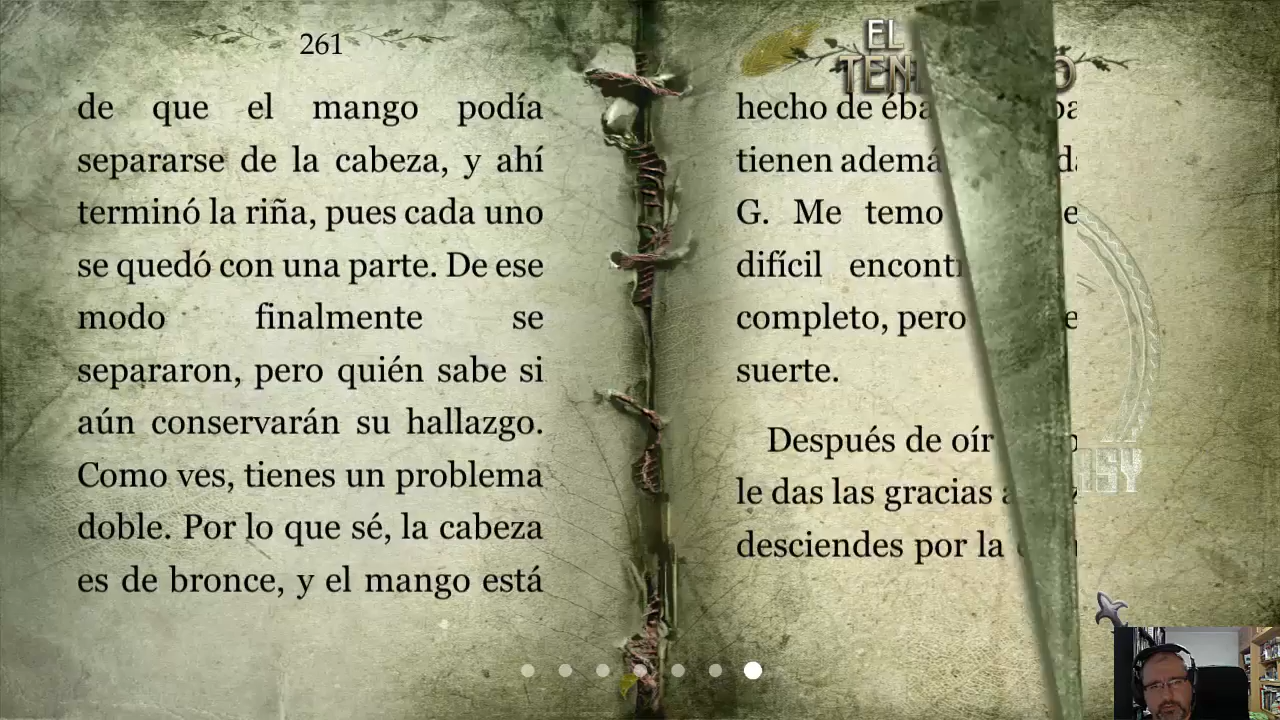 261
de que el mango podía
separarse de la cabeza, y ahí
terminó la riña, pues cada uno
se quedó con una parte. De ese
modo finalmente se
separaron, pero quién sabe si
aún conservarán su hallazgo.
Como ves, tienes un problema
doble. Por lo que sé, la cabeza
es de bronce, y el mango está
EL
hecho de
tienen
G. Me temo
difícil
completo, pero
suerte.
Después de oír
le das las gracias
desciendes por la